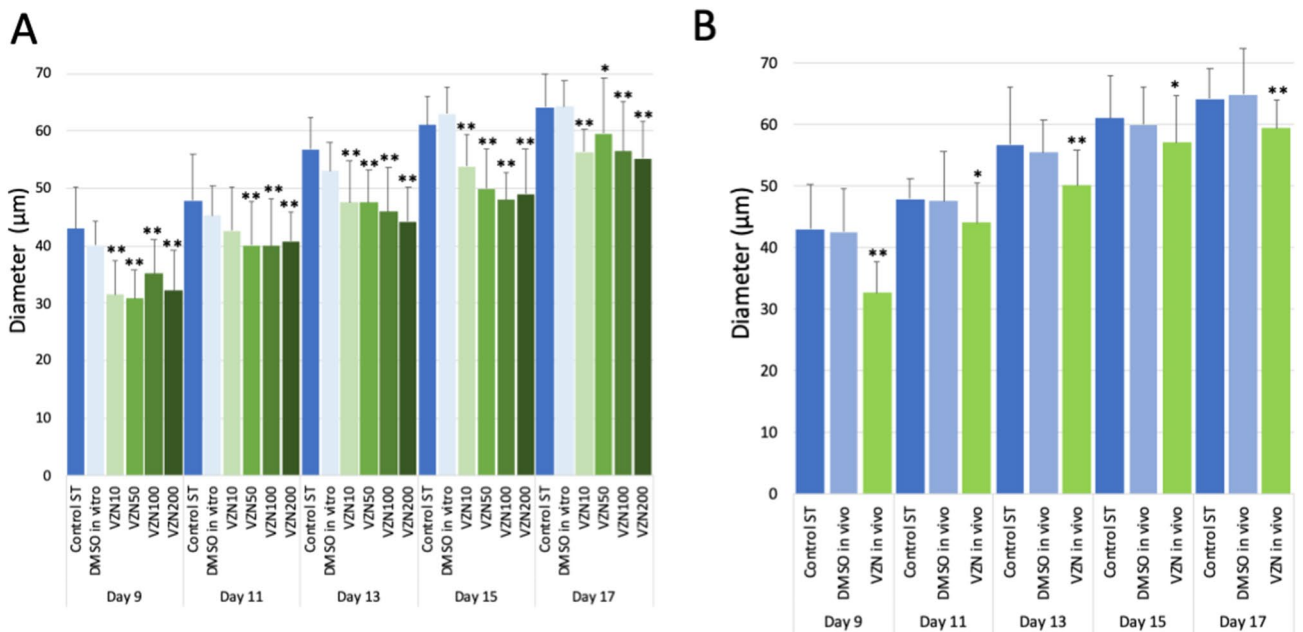 A
Diameter (μm)
70
60
50
40
30
20
10
0
** ** ** **
** ** **
** ** ** **
** ** ** **
** * ** **
Control ST
DMSO in vitro
VZN10
VZN50
VZN100
VZN200
Control ST
DMSO in vitro
VZN10
VZN50
VZN100
VZN200
Control ST
DMSO in vitro
VZN10
VZN50
VZN100
VZN200
Control ST
DMSO in vitro
VZN10
VZN50
VZN100
VZN200
Control ST
DMSO in vitro
VZN10
VZN50
VZN100
VZN200
Day 9 Day 11 Day 13 Day 15 Day 17
B
Diameter (μm)
70
60
50
40
30
20
10
0
**
*
**
*
**
Control ST
DMSO in vivo
VZN in vivo
Control ST
DMSO in vivo
VZN in vivo
Control ST
DMSO in vivo
VZN in vivo
Control ST
DMSO in vivo
VZN in vivo
Control ST
DMSO in vivo
VZN in vivo
Day 9 Day 11 Day 13 Day 15 Day 17